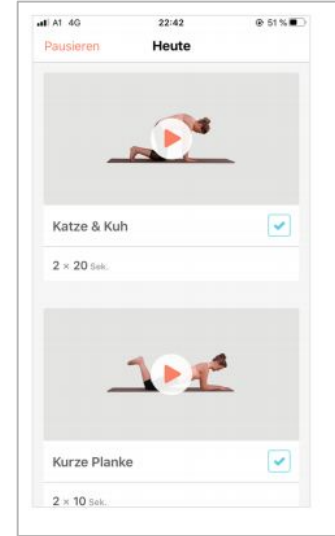 A1 4G 22:42 51 %
Pausieren Heute
Katze & Kuh
2 × 20 Sek.
Kurze Planke
2 × 10 Sek.